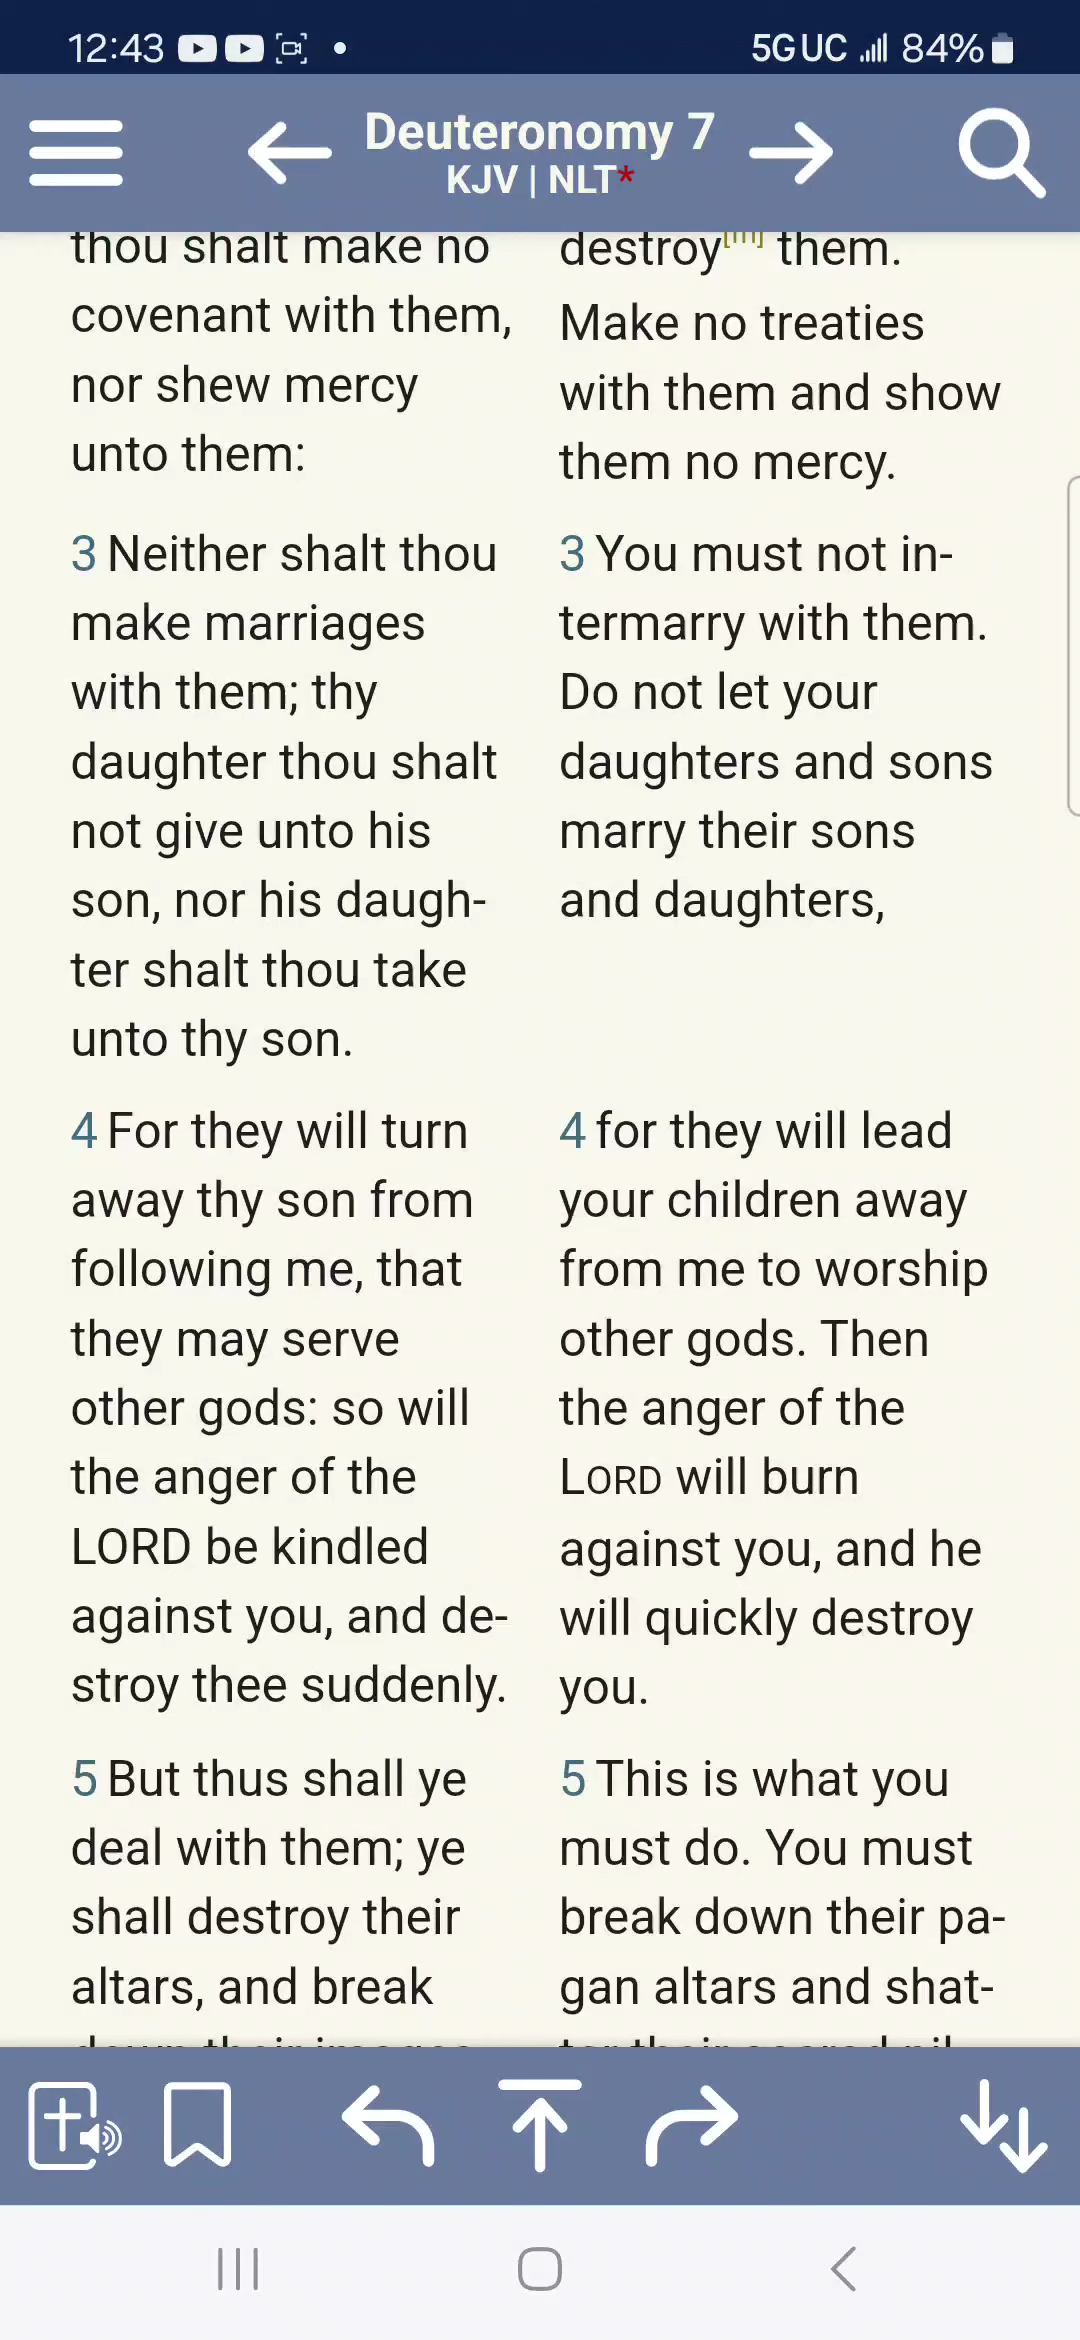 12:43
5G UC 84%
Deuteronomy 7
KJV | NLT*
thou shalt make no
covenant with them,
nor shew mercy
unto them:
3 Neither shalt thou
make marriages
with them; thy
daughter thou shalt
not give unto his
son, nor his daugh-
ter shalt thou take
unto thy son.
4 For they will turn
away thy son from
following me, that
they may serve
other gods: so will
the anger of the
LORD be kindled
against you, and de-
stroy thee suddenly.
5 But thus shall ye
deal with them; ye
shall destroy their
altars, and break
destroy them.
Make no treaties
with them and show
them no mercy.
3 You must not in-
termarry with them.
Do not let your
daughters and sons
marry their sons
and daughters,
4 for they will lead
your children away
from me to worship
other gods. Then
the anger of the
LORD will burn
against you, and he
will quickly destroy
you.
5 This is what you
must do. You must
break down their pa-
gan altars and shat-